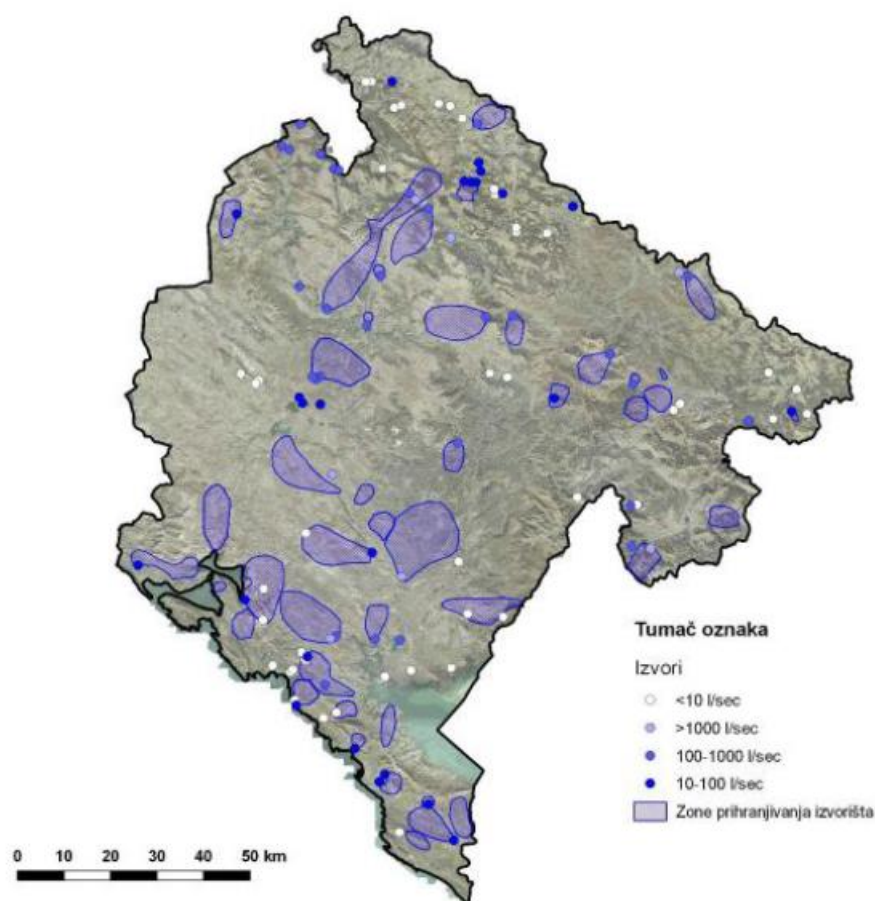 Tumač oznaka
Izvori
<10 l/sec
>1000 l/sec
100-1000 l/sec
10-100 l/sec
Zone prihranjivanja izvorišta
0 10 20 30 40 50 km